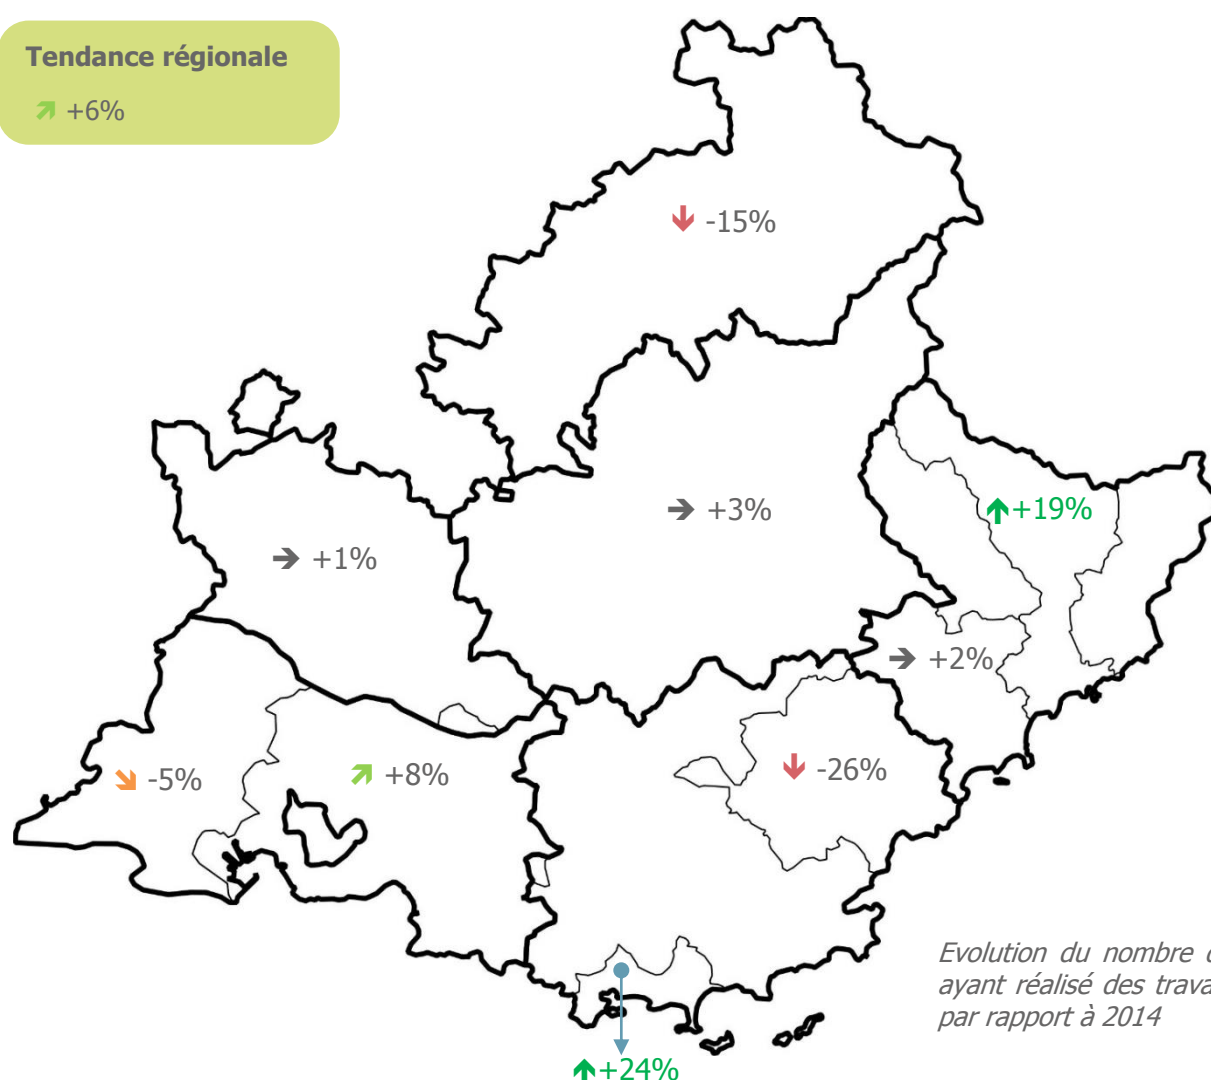 Tendance régionale
+6%
-15%
+3%
+19%
+1%
+2%
-5%
+8%
-26%
Evolution du nombre
ayant réalisé des
par rapport à 2014
+24%